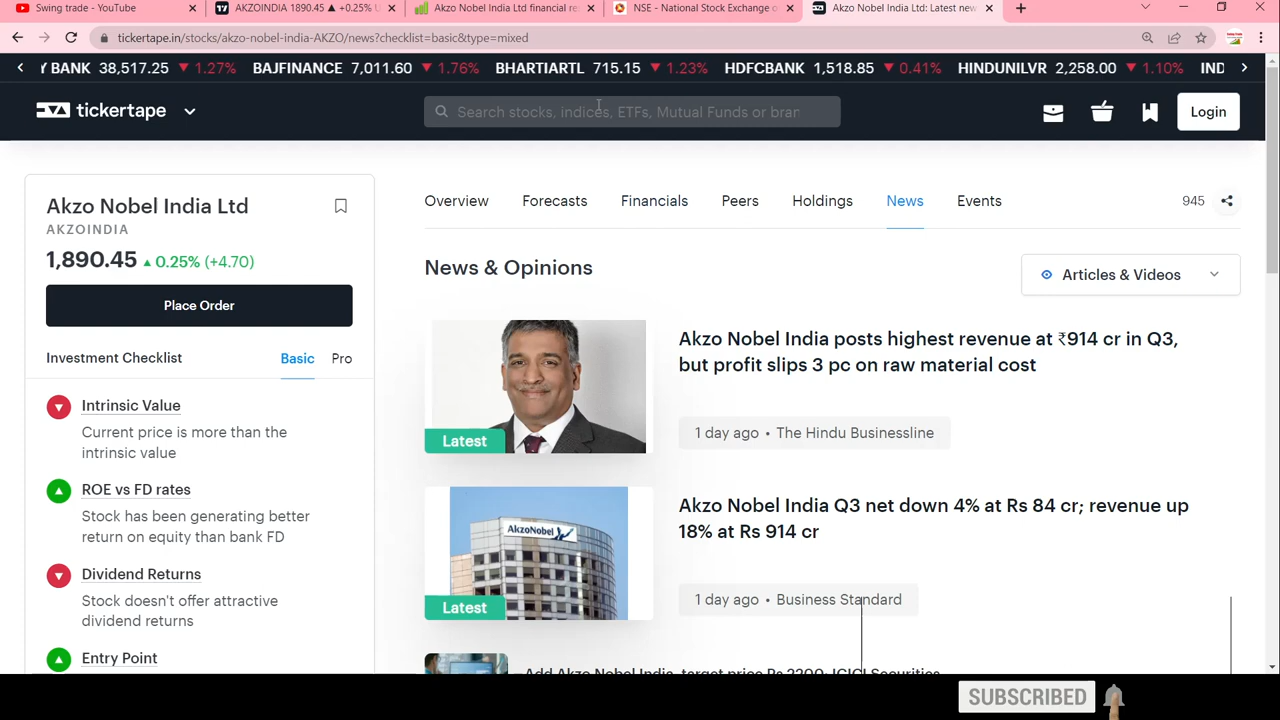 Swing trade - YouTube
AKZOINDIA 1890.45 ▲ +0.25% U
Akzo Nobel India Ltd financial re
NSE - National Stock Exchange o
Akzo Nobel India Ltd: Latest new
tickertape.in/stocks/akzo-nobel-india-AKZO/news?checklist=basic&type=mixed
Y BANK 38,517.25 ▼ 1.27% BAJFINANCE 7,011.60 ▼ 1.76% BHARTIARTL 715.15 ▼ 1.23% HDFCBANK 1,518.85 ▼ 0.41% HINDUNILVR 2,258.00 ▼ 1.10% IND
tickertape
Search stocks, indices, ETFs, Mutual Funds or bran
Login
Akzo Nobel India Ltd
AKZOINDIA
1,890.45 ▲ 0.25% (+4.70)
Place Order
Investment Checklist Basic Pro
Intrinsic Value
Current price is more than the
intrinsic value
ROE vs FD rates
Stock has been generating better
return on equity than bank FD
Dividend Returns
Stock doesn't offer attractive
dividend returns
Entry Point
Overview Forecasts Financials Peers Holdings News Events 945
News & Opinions
Articles & Videos
Latest
Akzo Nobel India posts highest revenue at ₹914 cr in Q3,
but profit slips 3 pc on raw material cost
1 day ago • The Hindu Businessline
AkzoNobel
Latest
Akzo Nobel India Q3 net down 4% at Rs 84 cr; revenue up
18% at Rs 914 cr
1 day ago • Business Standard
Add Akzo Nobel India, target price Rs 2200: ICICI Securities
SUBSCRIBED